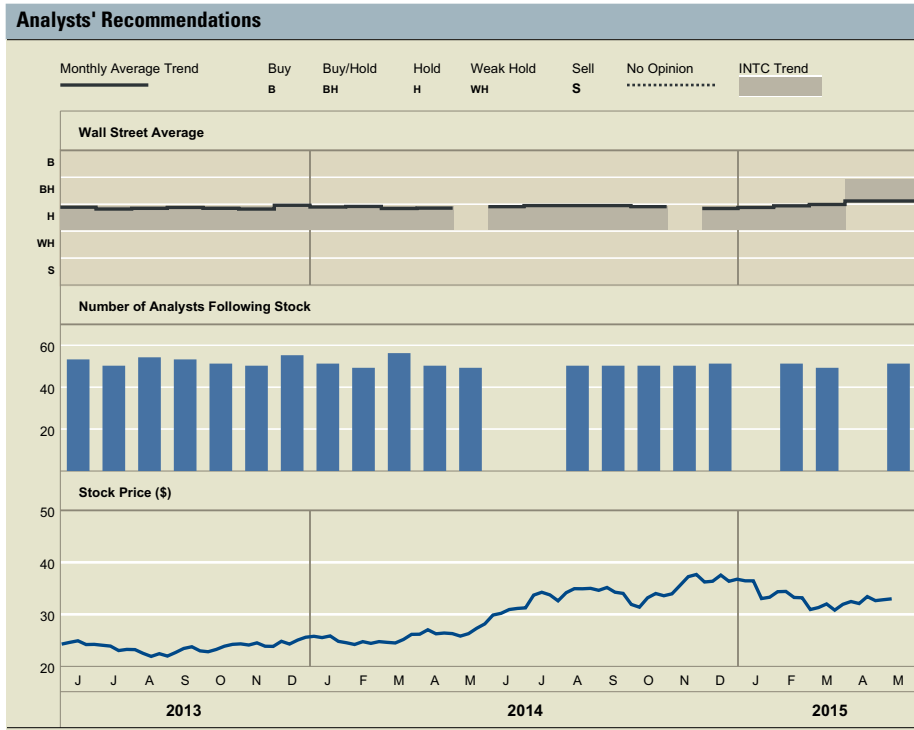 Analysts' Recommendations
Monthly Average Trend Buy Buy/Hold Hold Weak Hold Sell No Opinion INTC Trend
B BH H WH S
Wall Street Average
B
BH
H
WH
S
Number of Analysts Following Stock
60
40
20
Stock Price ($)
50
40
30
20
J J A S O N D J F M A M J J A S O N D J F M A M
2013 2014 2015